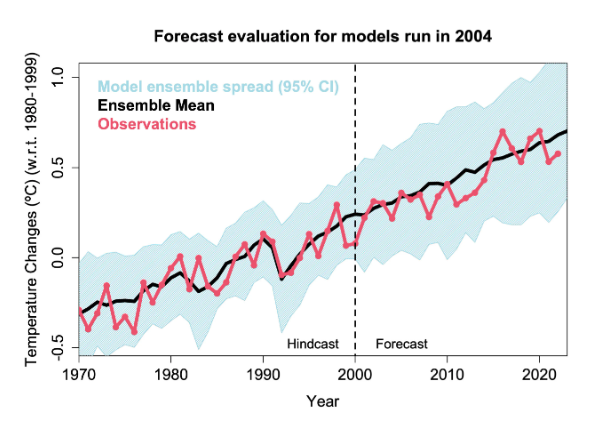 Forecast evaluation for models run in 2004
Temperature Changes (ºC) (w.r.t. 1980-1999)
1.0
0.5
0.0
-0.5
Model ensemble spread (95% CI)
Ensemble Mean
Observations
Hindcast
Forecast
1970
1980
1990
2000
2010
2020
Year